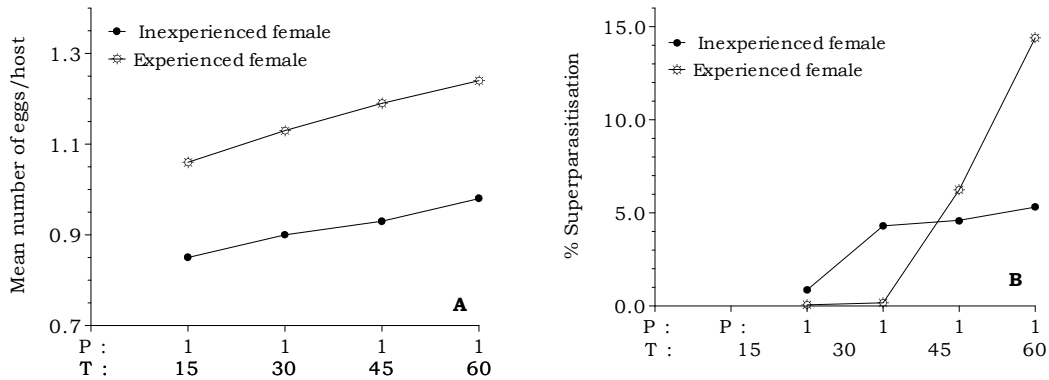 Mean number of eggs/host
1.3
1.1
0.9
0.7
Inexperienced female
Experienced female
A
P : 1 1 1 1
T : 15 30 45 60
% Superparasitisation
15.0
10.0
5.0
0.0
Inexperienced female
Experienced female
B
P : P : 1 1 1 1
T : 15 30 45 60